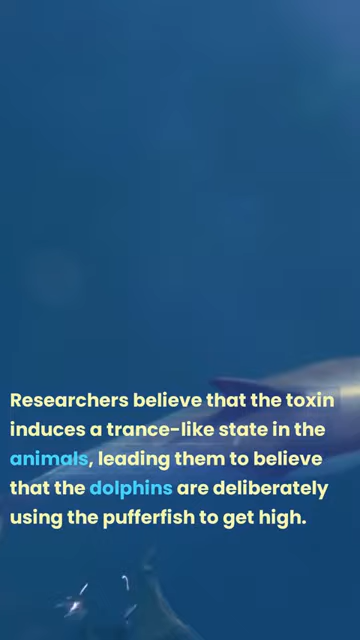 Researchers believe that the toxin
induces a trance-like state in the
animals, leading them to believe
that the dolphins are deliberately
using the pufferfish to get high.